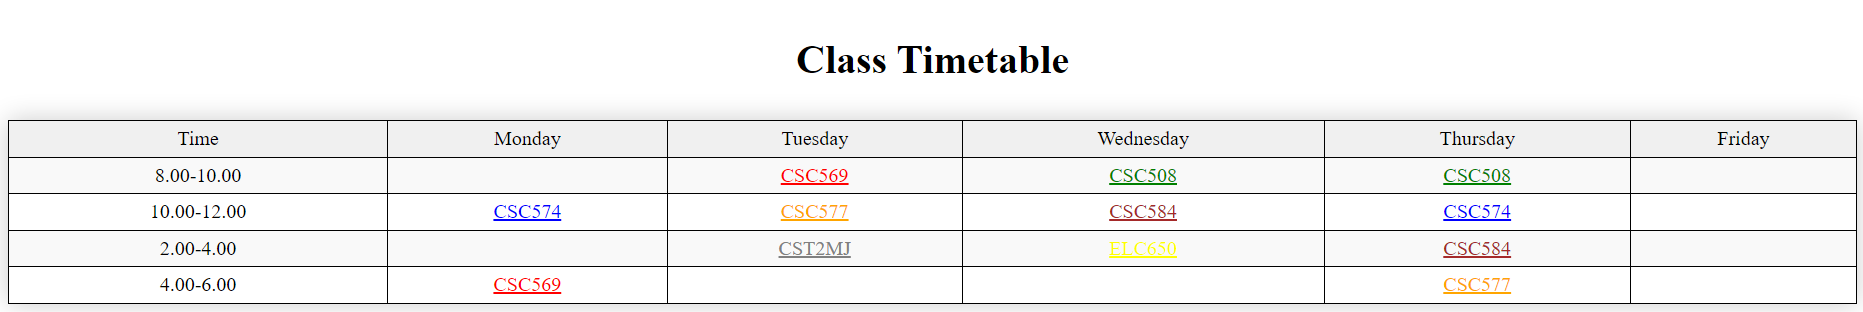 Class Timetable
Time Monday Tuesday Wednesday Thursday Friday
8.00-10.00 CSC569 CSC508 CSC508
10.00-12.00 CSC574 CSC577 CSC584 CSC574
2.00-4.00 CST2MJ ELC650 CSC584
4.00-6.00 CSC569 CSC577